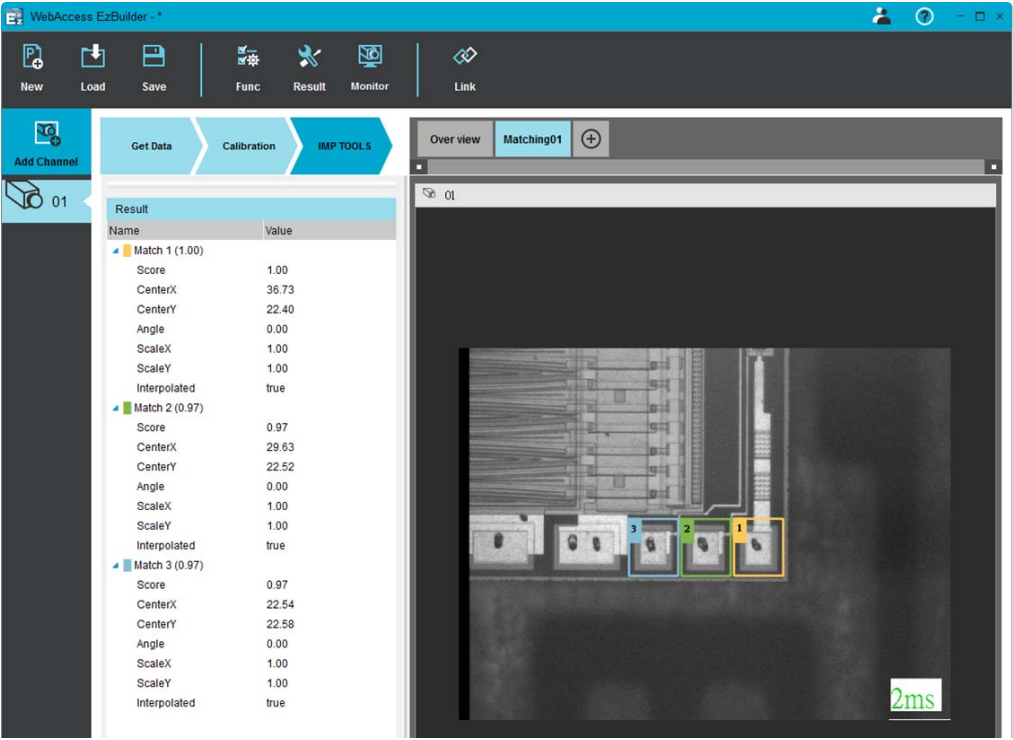 WebAccess EzBuilder - *
New Load Save Func Result Monitor Link
Add Channel
Get Data Calibration IMP TOOLS
Over view Matching01
01
01
Result
Name Value
Match 1 (1.00)
Score 1.00
CenterX 36.73
CenterY 22.40
Angle 0.00
ScaleX 1.00
ScaleY 1.00
Interpolated true
Match 2 (0.97)
Score 0.97
CenterX 29.63
CenterY 22.52
Angle 0.00
ScaleX 1.00
ScaleY 1.00
Interpolated true
Match 3 (0.97)
Score 0.97
CenterX 22.54
CenterY 22.58
Angle 0.00
ScaleX 1.00
ScaleY 1.00
Interpolated true
3 2 1
2ms